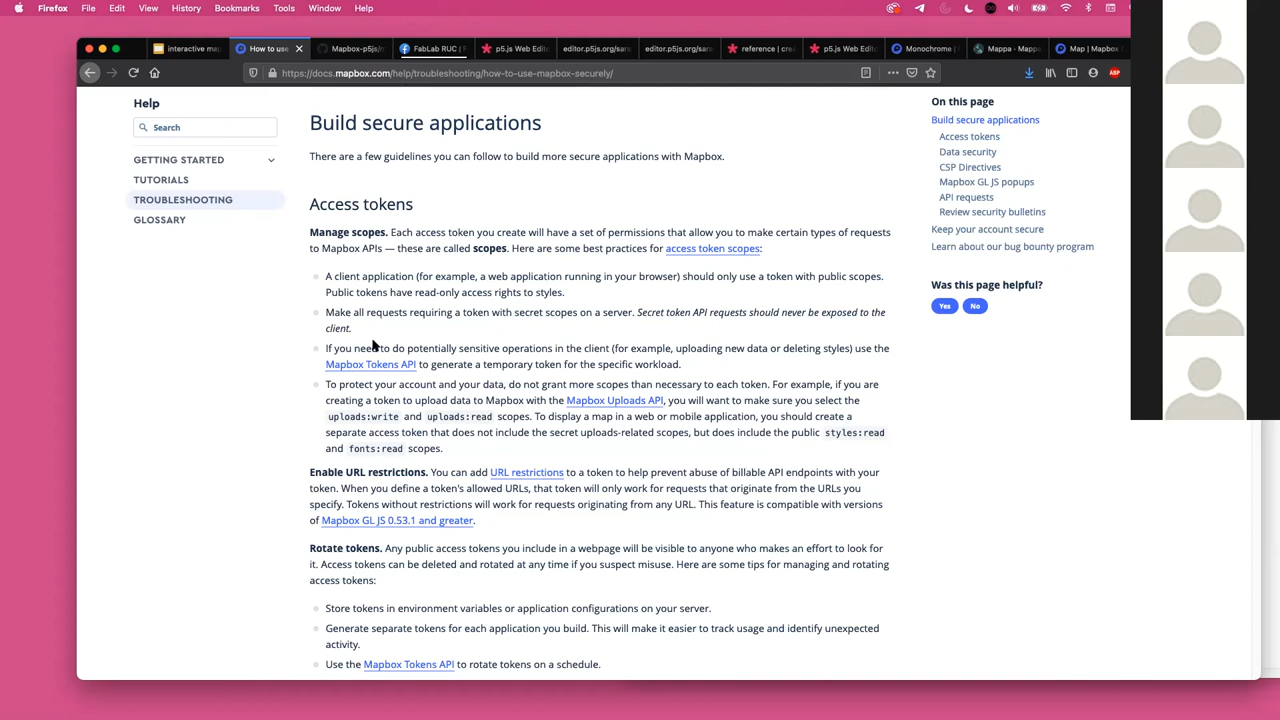 Firefox File Edit View History Bookmarks Tools Window Help
interactive ma
How to use
Mapbox-p5js/m
FabLab RUC | F
p5.js Web Edit
editor.p5js.org/sara
editor.p5js.org/sara
reference | cre
p5.js Web Edit
Monochrome |
Mappa - Mappe
Map | Mapbox
https://docs.mapbox.com/help/troubleshooting/how-to-use-mapbox-securely/
ABP
Help
Search
GETTING STARTED
TUTORIALS
TROUBLESHOOTING
GLOSSARY
Build secure applications
There are a few guidelines you can follow to build more secure applications with Mapbox.
Access tokens
Manage scopes. Each access token you create will have a set of permissions that allow you to make certain types of requests
to Mapbox APIs — these are called scopes. Here are some best practices for access token scopes:
A client application (for example, a web application running in your browser) should only use a token with public scopes.
Public tokens have read-only access rights to styles.
Make all requests requiring a token with secret scopes on a server. Secret token API requests should never be exposed to the
client.
If you need to do potentially sensitive operations in the client (for example, uploading new data or deleting styles) use the
Mapbox Tokens API to generate a temporary token for the specific workload.
To protect your account and your data, do not grant more scopes than necessary to each token. For example, if you are
creating a token to upload data to Mapbox with the Mapbox Uploads API, you will want to make sure you select the
uploads:write and uploads:read scopes. To display a map in a web or mobile application, you should create a
separate access token that does not include the secret uploads-related scopes, but does include the public styles:read
and fonts:read scopes.
Enable URL restrictions. You can add URL restrictions to a token to help prevent abuse of billable API endpoints with your
token. When you define a token's allowed URLs, that token will only work for requests that originate from the URLs you
specify. Tokens without restrictions will work for requests originating from any URL. This feature is compatible with versions
of Mapbox GL JS 0.53.1 and greater.
Rotate tokens. Any public access tokens you include in a webpage will be visible to anyone who makes an effort to look for
it. Access tokens can be deleted and rotated at any time if you suspect misuse. Here are some tips for managing and rotating
access tokens:
Store tokens in environment variables or application configurations on your server.
Generate separate tokens for each application you build. This will make it easier to track usage and identify unexpected
activity.
Use the Mapbox Tokens API to rotate tokens on a schedule.
On this page
Build secure applications
Access tokens
Data security
CSP Directives
Mapbox GL JS popups
API requests
Review security bulletins
Keep your account secure
Learn about our bug bounty program
Was this page helpful?
Yes
No